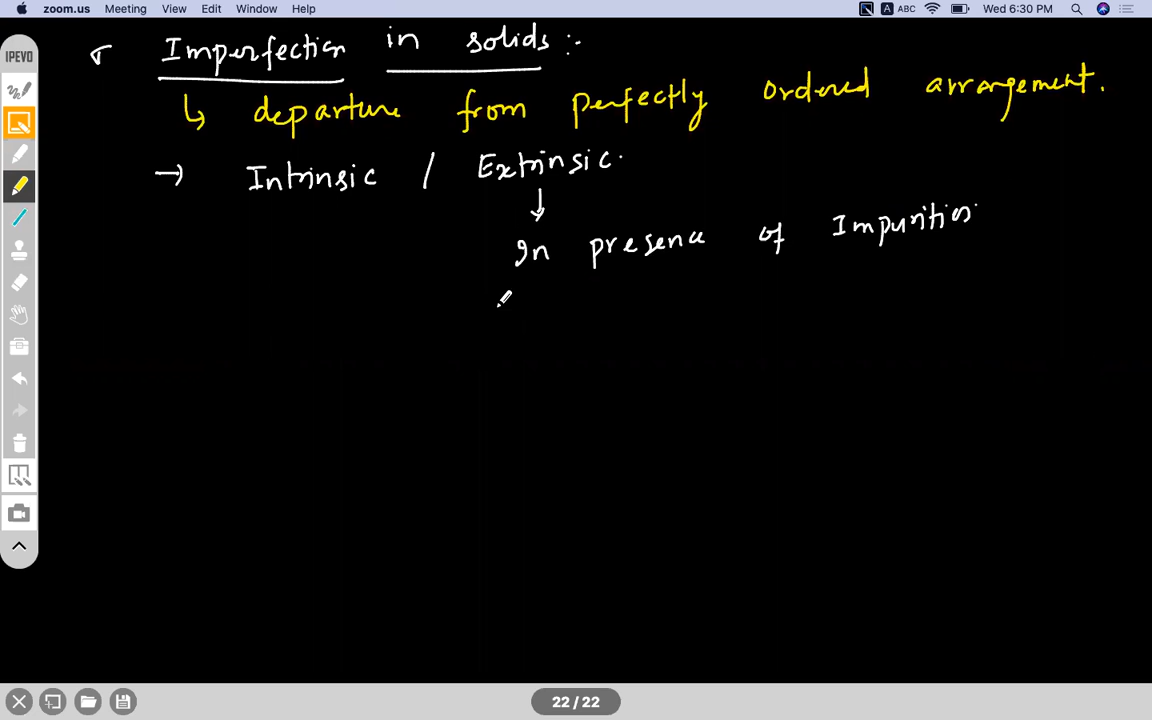 zoom.us Meeting View Edit Window Help A ABC Wed 6:30 PM
IPEVO
Imperfection in solids :-
↳ departure from perfectly ordered arrangement.
→ Intrinsic / Extrinsic.
↓
In presence of Impurities
22 / 22